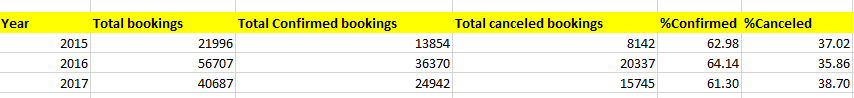 Year Total bookings Total Confirmed bookings Total canceled bookings %Confirmed %Canceled
2015 21996 13854 8142 62.98 37.02
2016 56707 36370 20337 64.14 35.86
2017 40687 24942 15745 61.30 38.70